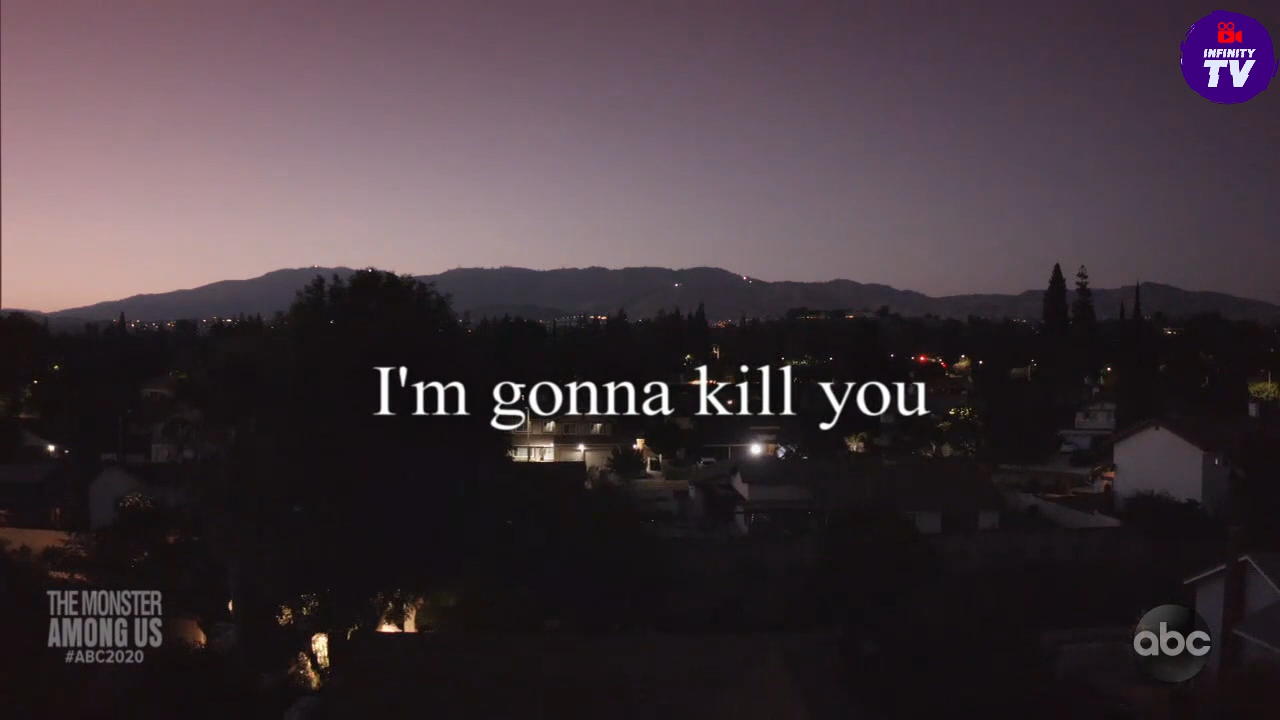 INFINITY
TV
I'm gonna kill you
THE MONSTER
AMONG US
#ABC2020
abc